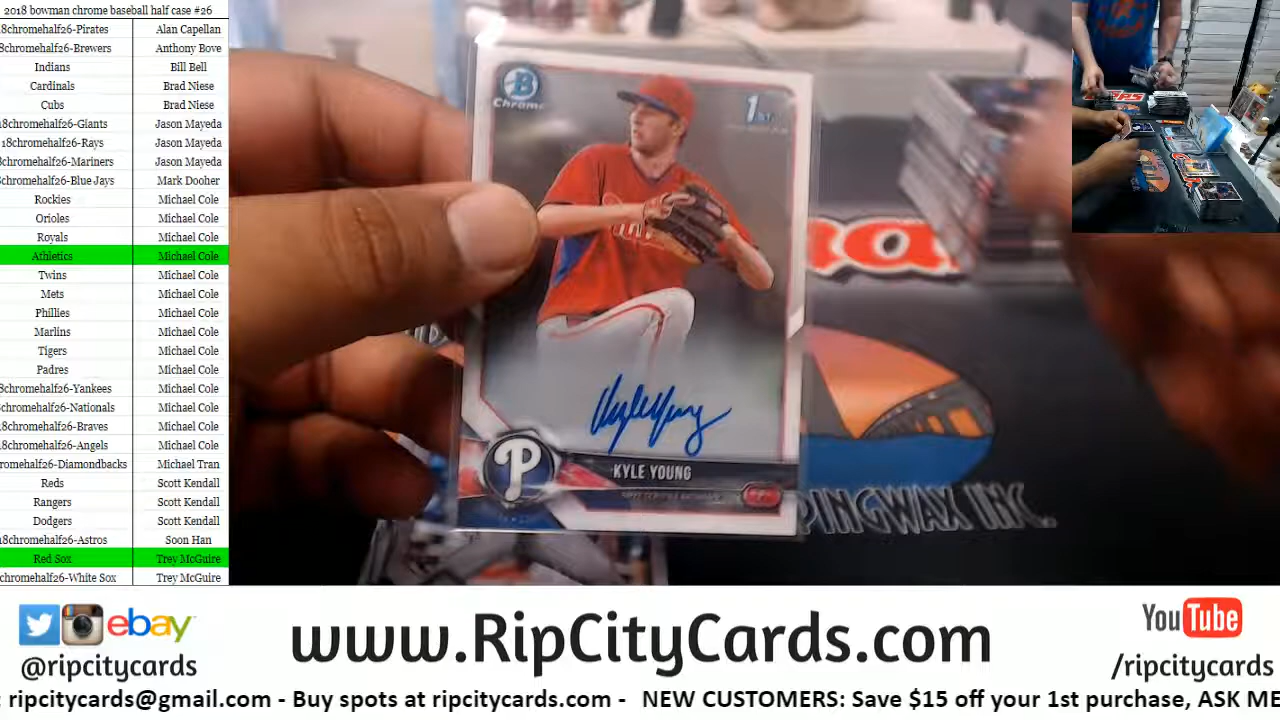 2018 bowman chrome baseball half case #26
8chromehalf26-Pirates Alan Capellan
8chromehalf26-Brewers Anthony Bove
Indians Bill Bell
Cardinals Brad Niese
Cubs Brad Niese
18chromehalf26-Giants Jason Mayeda
18chromehalf26-Rays Jason Mayeda
8chromehalf26-Mariners Jason Mayeda
chromehalf26-Blue Jays Mark Dooher
Rockies Michael Cole
Orioles Michael Cole
Royals Michael Cole
Athletics Michael Cole
Twins Michael Cole
Mets Michael Cole
Phillies Michael Cole
Marlins Michael Cole
Tigers Michael Cole
Padres Michael Cole
8chromehalf26-Yankees Michael Cole
chromehalf26-Nationals Michael Cole
18chromehalf26-Braves Michael Cole
18chromehalf26-Angels Michael Cole
romehalf26-Diamondbacks Michael Tran
Reds Scott Kendall
Rangers Scott Kendall
Dodgers Scott Kendall
18chromehalf26-Astros Soon Han
Red Sox Trey McGuire
chromehalf26-White Sox Trey McGuire
B
Chrome
1st
Kyle Young
P
KYLE YOUNG
PINGWAX INC.
ebay
@ripcitycards
www.RipCityCards.com
YouTube
/ripcitycards
: ripcitycards@gmail.com - Buy spots at ripcitycards.com - NEW CUSTOMERS: Save $15 off your 1st purchase, ASK ME